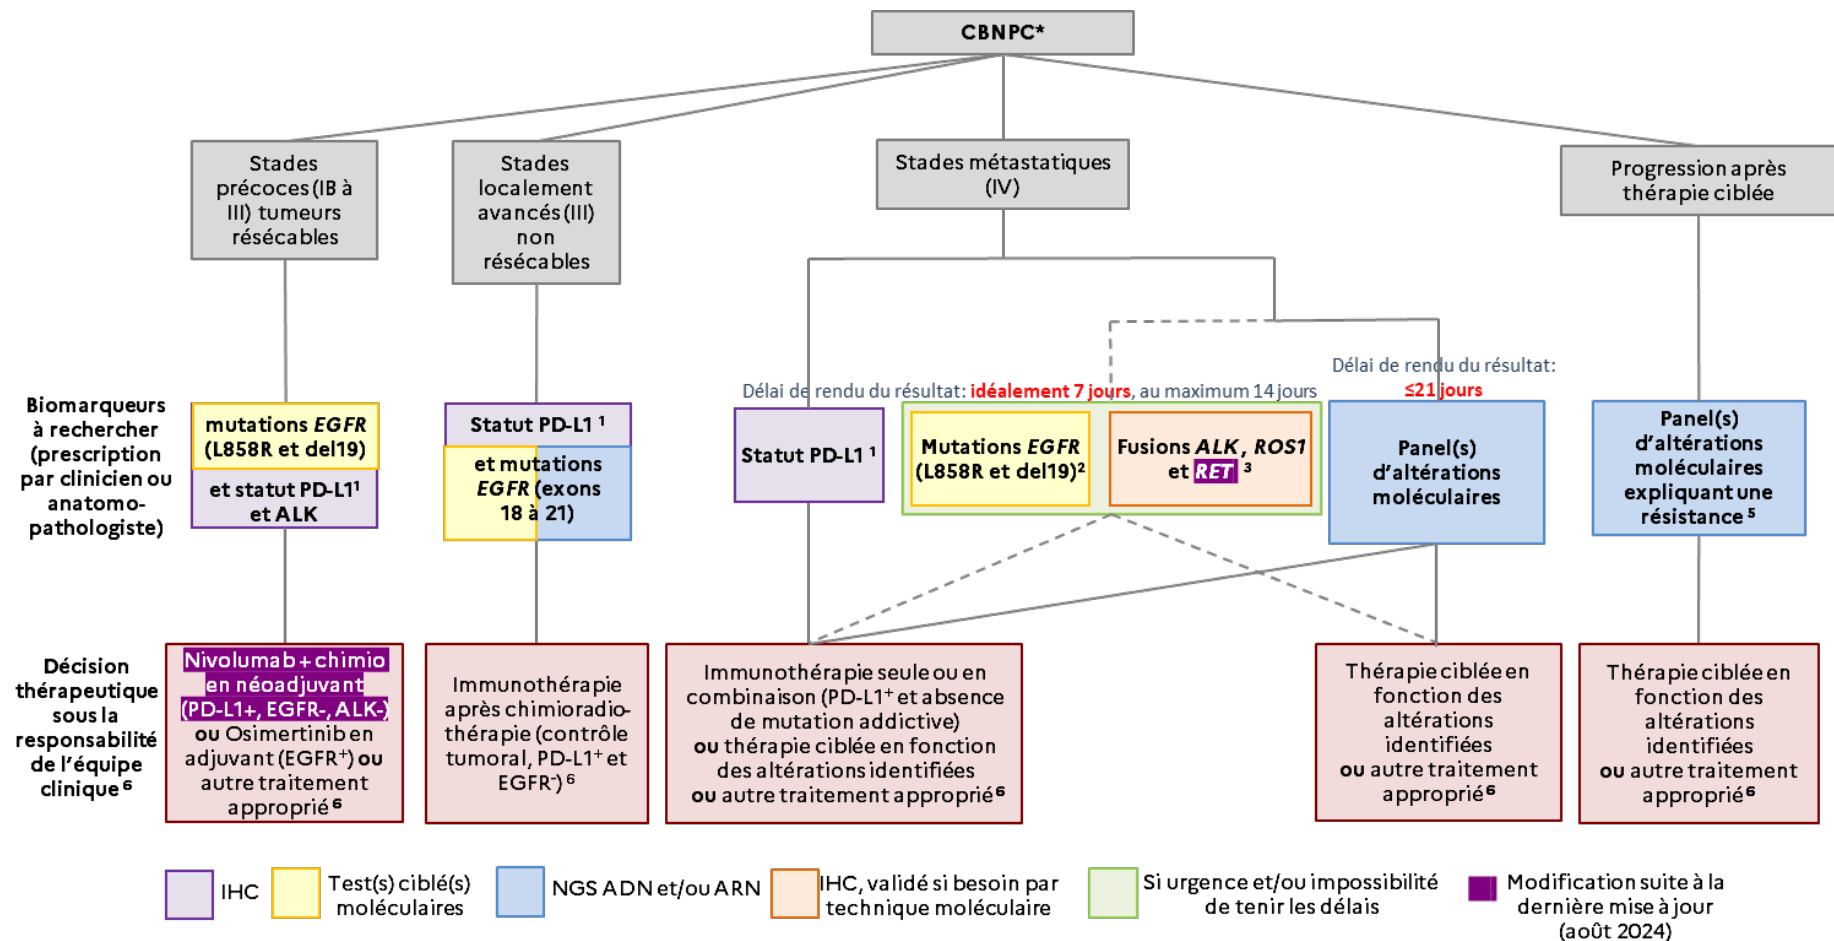 CBNPC*
Stades
précoces (IB à
III) tumeurs
résécables
Stades
localement
avancés (III)
non
résécables
Stades métastatiques
(IV)
Progression après
thérapie ciblée
Biomarqueurs
à rechercher
(prescription
par clinicien ou
anatomo-
pathologiste)
mutations EGFR
(L858R et del19)
et statut PD-L1¹
et ALK
Statut PD-L1 ¹
et mutations
EGFR (exons
18 à 21)
Délai de rendu du résultat: idéalement 7 jours, au maximum 14 jours
Statut PD-L1 ¹
Mutations EGFR
(L858R et del19)²
Fusions ALK, ROS1
et RET ³
Délai de rendu du résultat:
≤21 jours
Panel(s)
d'altérations
moléculaires
Panel(s)
d'altérations
moléculaires
expliquant une
résistance ⁵
Décision
thérapeutique
sous la
responsabilité
de l'équipe
clinique ⁶
Nivolumab + chimio
en néoadjuvant
(PD-L1+, EGFR-, ALK-)
ou Osimertinib en
adjuvant (EGFR⁺) ou
autre traitement
approprié ⁶
Immunothérapie
après chimioradio-
thérapie (contrôle
tumoral, PD-L1⁺ et
EGFR⁻) ⁶
Immunothérapie seule ou en
combinaison (PD-L1⁺ et absence
de mutation addictive)
ou thérapie ciblée en fonction
des altérations identifiées
ou autre traitement approprié ⁶
Thérapie ciblée en
fonction des
altérations
identifiées
ou autre traitement
approprié ⁶
Thérapie ciblée en
fonction des
altérations
identifiées
ou autre traitement
approprié ⁶
IHC
Test(s) ciblé(s)
moléculaires
NGS ADN et/ou ARN
IHC, validé si besoin par
technique moléculaire
Si urgence et/ou impossibilité
de tenir les délais
Modification suite à la
dernière mise à jour
(août 2024)